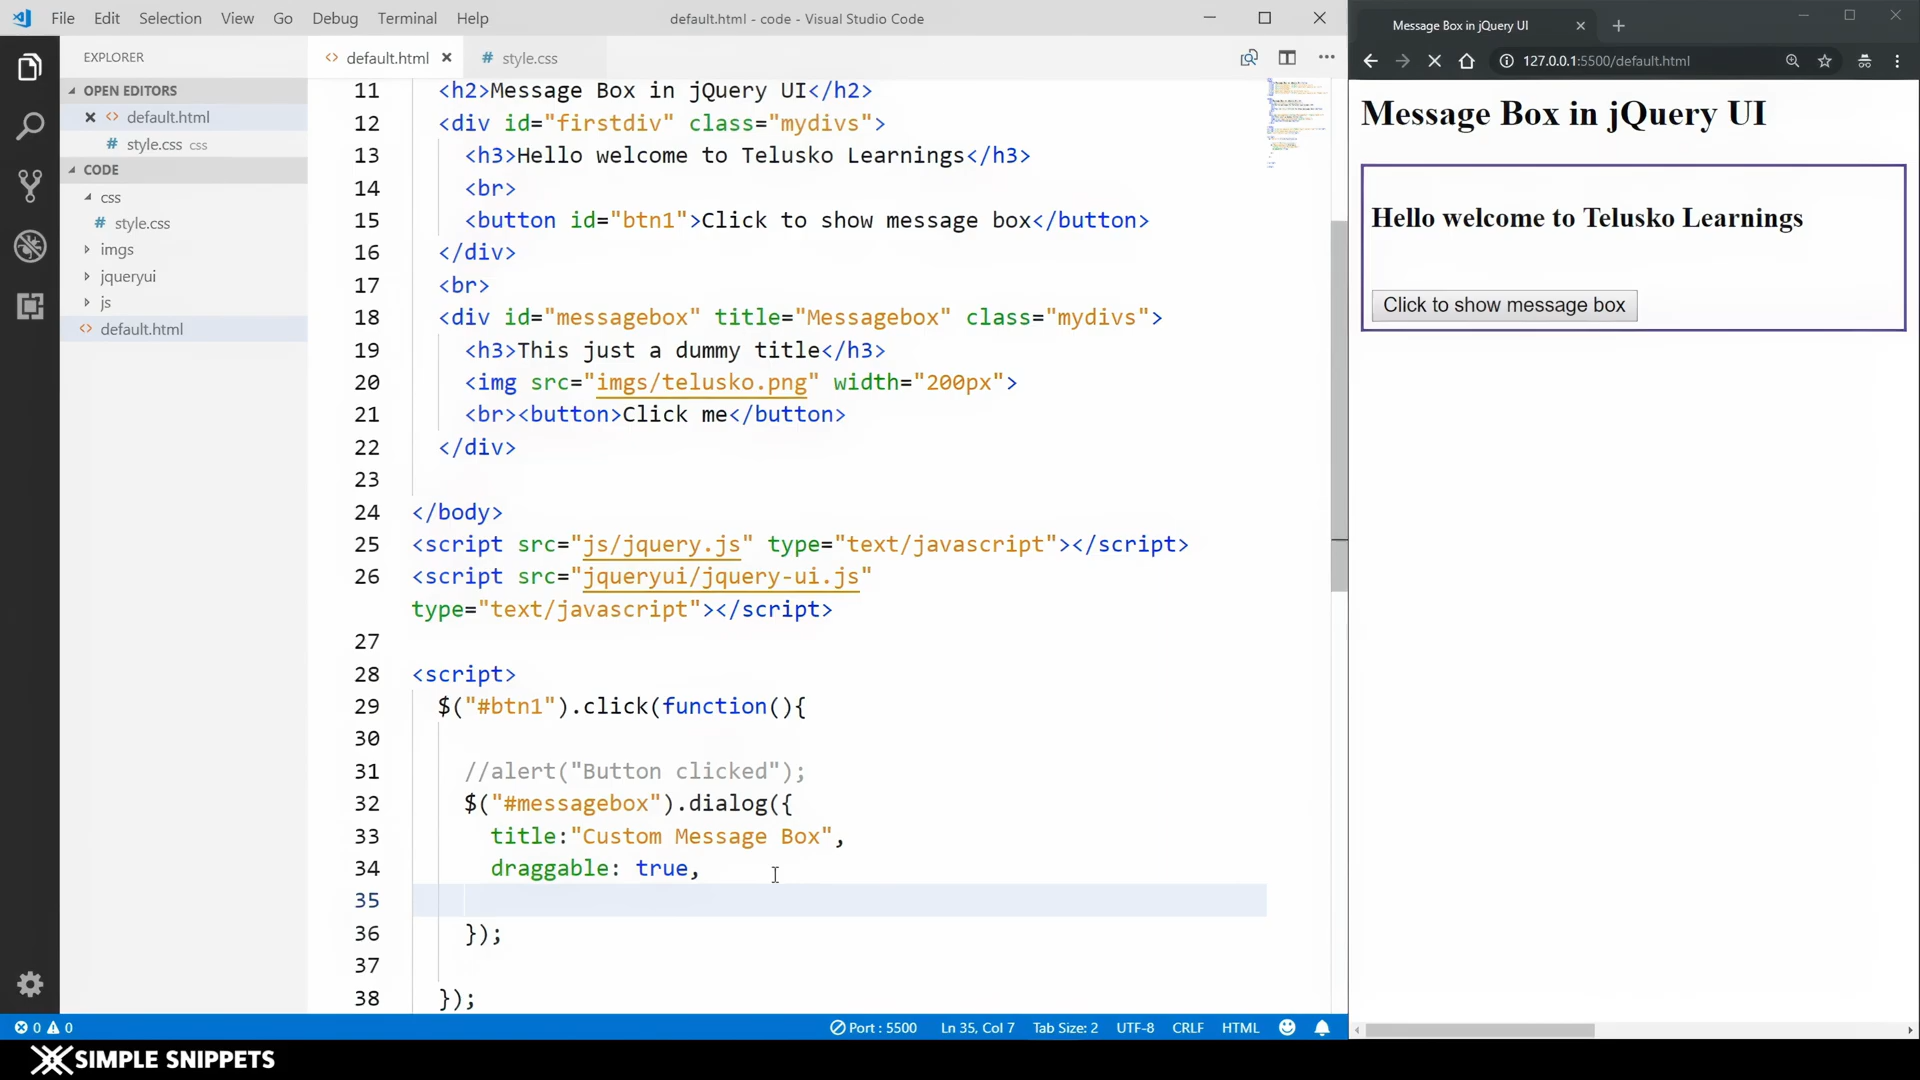 File Edit Selection View Go Debug Terminal Help
default.html - code - Visual Studio Code
EXPLORER
OPEN EDITORS
default.html
style.css css
CODE
css
style.css
imgs
jqueryui
js
default.html
default.html
style.css
11 <h2>Message Box in jQuery UI</h2>
12 <div id="firstdiv" class="mydivs">
13 <h3>Hello welcome to Telusko Learnings</h3>
14 <br>
15 <button id="btn1">Click to show message box</button>
16 </div>
17 <br>
18 <div id="messagebox" title="Messagebox" class="mydivs">
19 <h3>This just a dummy title</h3>
20 <img src="imgs/telusko.png" width="200px">
21 <br><button>Click me</button>
22 </div>
23
24 </body>
25 <script src="js/jquery.js" type="text/javascript"></script>
26 <script src="jqueryui/jquery-ui.js"
type="text/javascript"></script>
27
28 <script>
29 $("#btn1").click(function(){
30
31 //alert("Button clicked");
32 $("#messagebox").dialog({
33 title:"Custom Message Box",
34 draggable: true,
35
36 });
37
38 });
0 0
Port : 5500 Ln 35, Col 7 Tab Size: 2 UTF-8 CRLF HTML
Message Box in jQuery UI
127.0.0.1:5500/default.html
Message Box in jQuery UI
Hello welcome to Telusko Learnings
Click to show message box
SIMPLE SNIPPETS